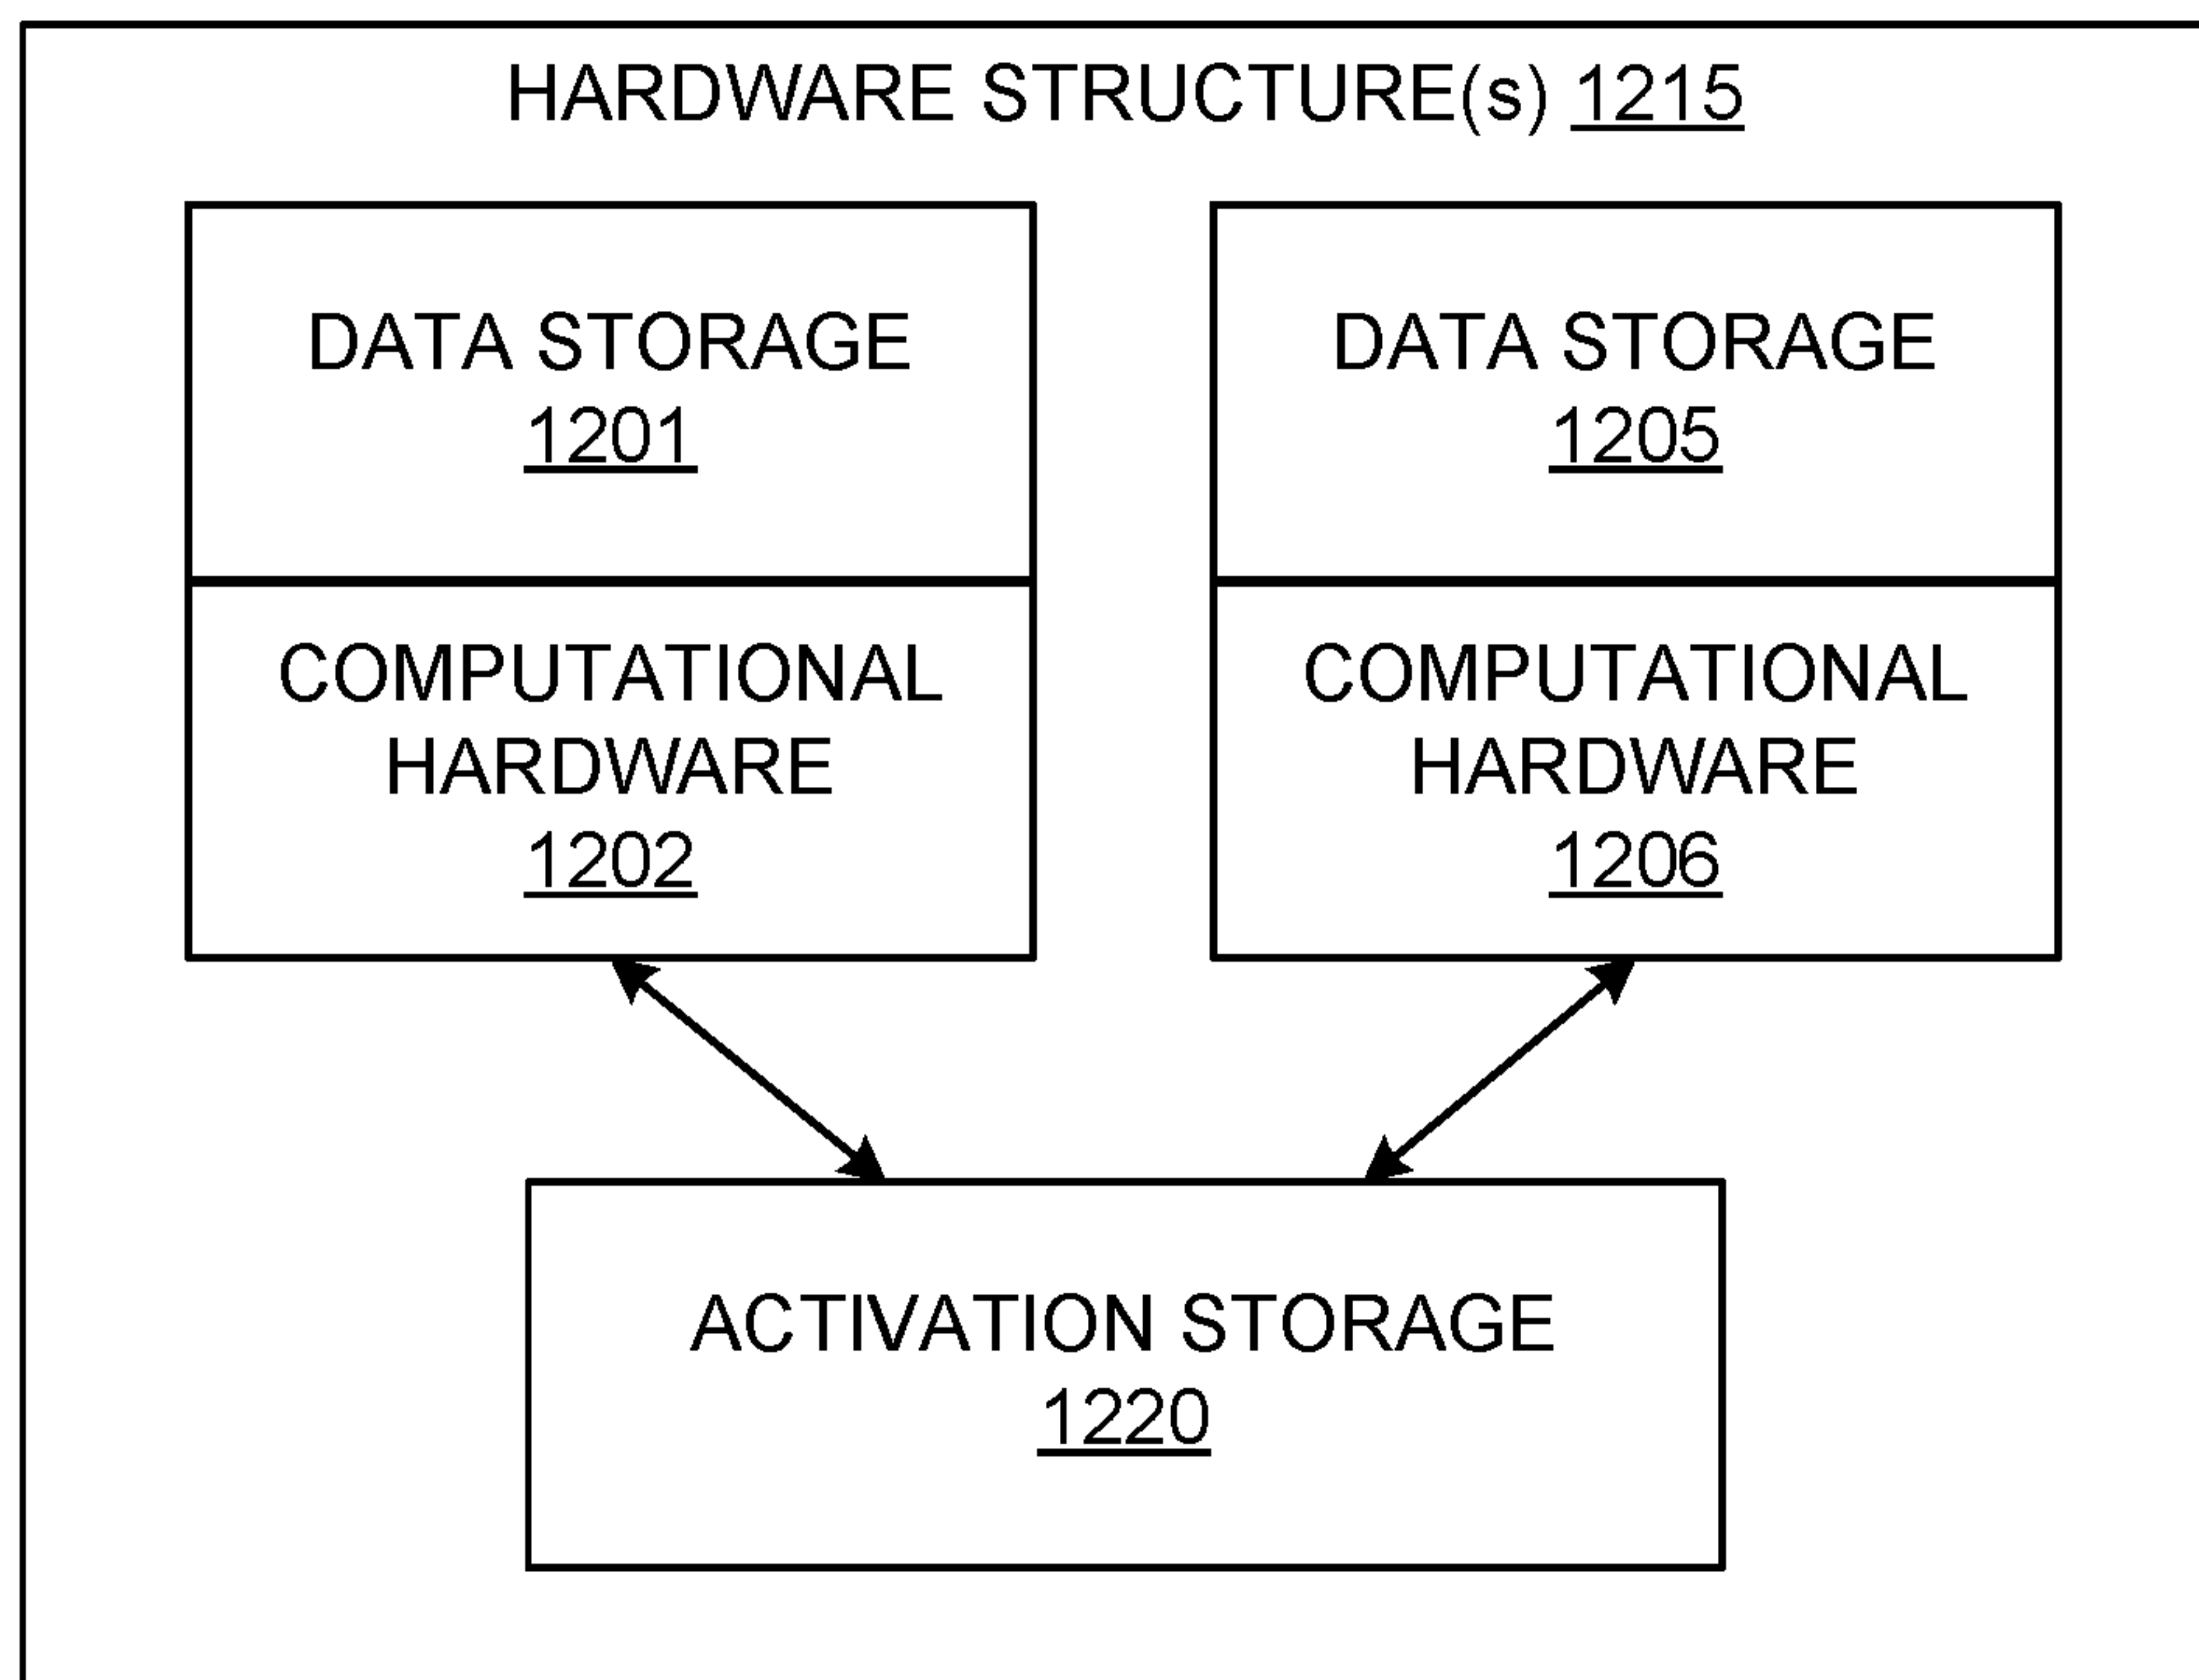 HARDWARE STRUCTURE(s) 1215
DATA STORAGE
1201
COMPUTATIONAL
HARDWARE
1202
DATA STORAGE
1205
COMPUTATIONAL
HARDWARE
1206
ACTIVATION STORAGE
1220